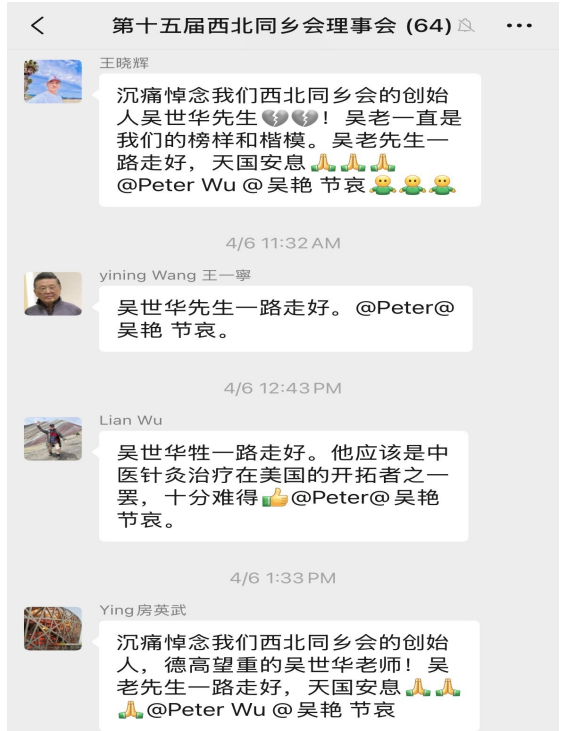 第十五届西北同乡会理事会 (64)
王晓辉
沉痛悼念我们西北同乡会的创始
人吴世华先生💔💔！吴老一直是
我们的榜样和楷模。吴老先生一
路走好，天国安息🙏🙏🙏
@Peter Wu @吴艳 节哀
4/6 11:32 AM
yining Wang 王一寧
吴世华先生一路走好。@Peter@
吴艳 节哀。
4/6 12:43 PM
Lian Wu
吴世华牲一路走好。他应该是中
医针灸治疗在美国的开拓者之一
罢，十分难得👍@Peter@吴艳
节哀。
4/6 1:33 PM
Ying房英武
沉痛悼念我们西北同乡会的创始
人，德高望重的吴世华老师！吴
老先生一路走好，天国安息🙏🙏
🙏@Peter Wu @吴艳 节哀